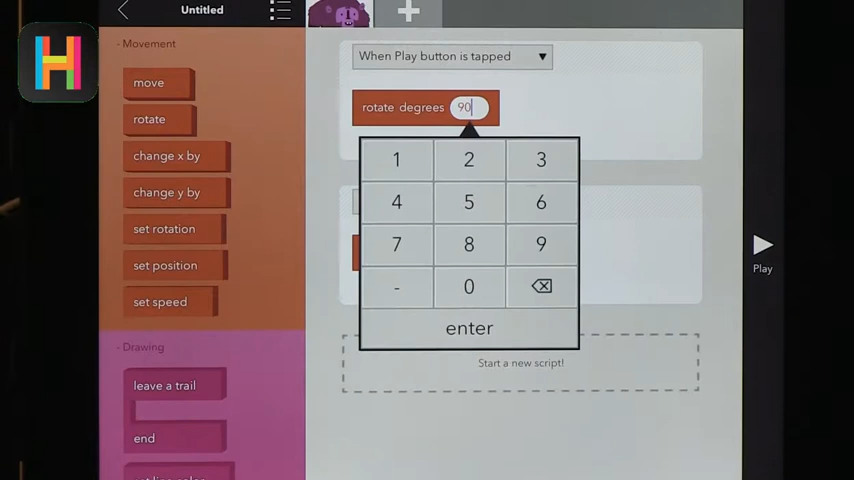 Untitled
- Movement
move
rotate
change x by
change y by
set rotation
set position
set speed
- Drawing
leave a trail
end
When Play button is tapped
rotate degrees 90
1 2 3
4 5 6
7 8 9
- 0
enter
Start a new script!
Play
H